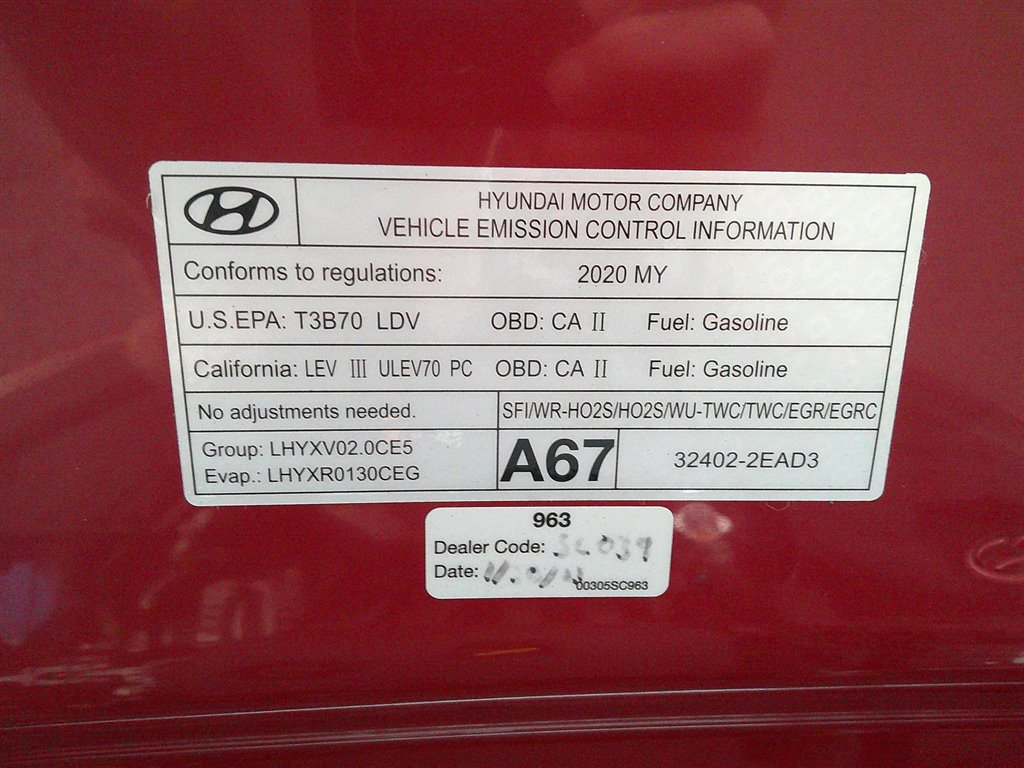 HYUNDAI MOTOR COMPANY
VEHICLE EMISSION CONTROL INFORMATION
Conforms to regulations: 2020 MY
U.S.EPA: T3B70 LDV OBD: CA II Fuel: Gasoline
California: LEV III ULEV70 PC OBD: CA II Fuel: Gasoline
No adjustments needed. SFI/WR-HO2S/HO2S/WU-TWC/TWC/EGR/EGRC
Group: LHYXV02.0CE5
Evap.: LHYXR0130CEG
A67
32402-2EAD3
963
Dealer Code: SC039
Date:
00305SC963